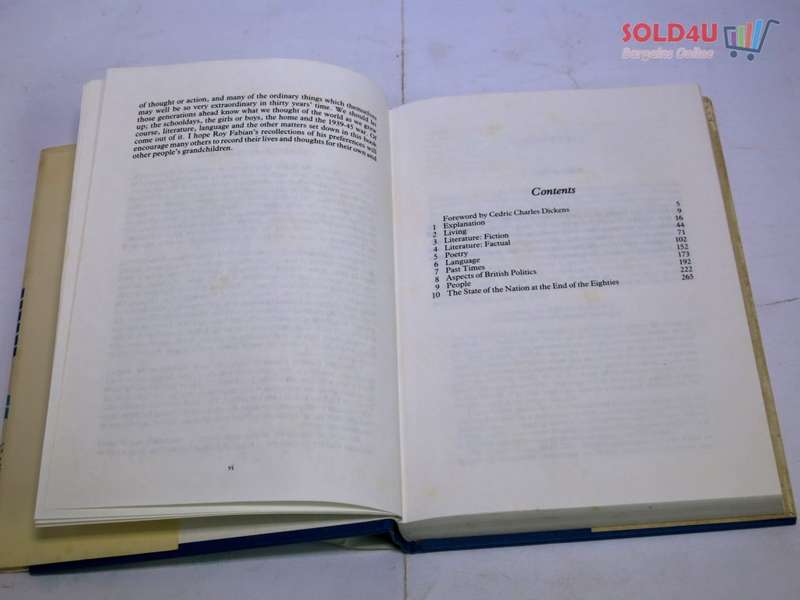 SOLD4U
Bargains Online
of thought or action, and many of the ordinary things which themselves
may well be so very extraordinary in thirty years' time. We should let
those generations ahead know what we thought of the world as we grew
up; the schooldays, the girls or boys, the home and the 1939-45 war. Of
course, literature, language and the other matters set down in this book
come out of it. I hope Roy Fabian's recollections of his preferences will
encourage many others to record their lives and thoughts for their own and
other people's grandchildren.
vi
Contents
Foreword by Cedric Charles Dickens 5
1 Explanation 9
2 Living 16
3 Literature: Fiction 44
4 Literature: Factual 71
5 Poetry 102
6 Language 152
7 Past Times 173
8 Aspects of British Politics 192
9 People 222
10 The State of the Nation at the End of the Eighties 265